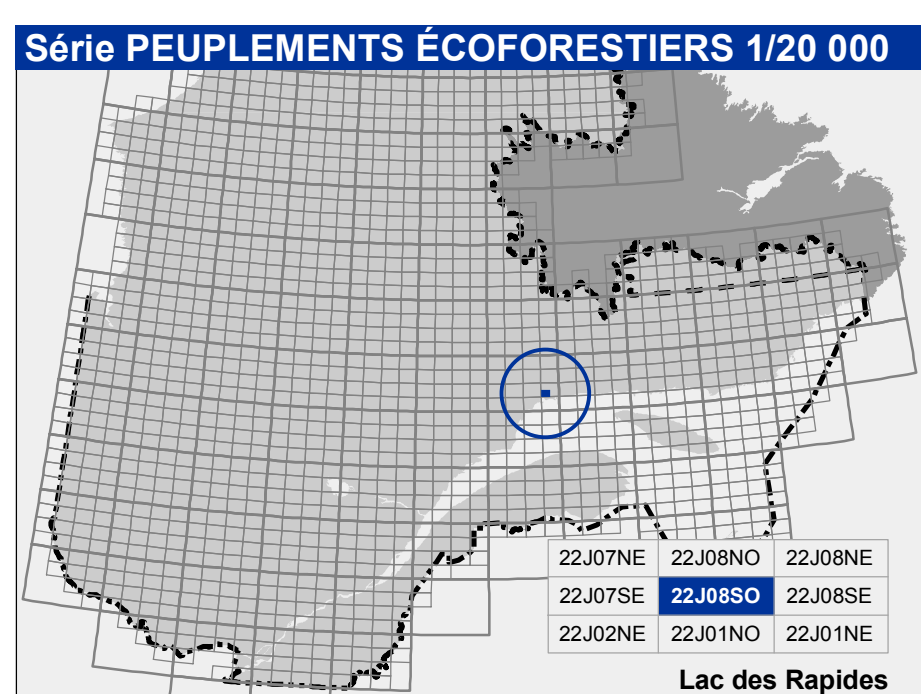 Série PEUPLEMENTS ÉCOFORESTIERS 1/20 000
22J07NE 22J08NO 22J08NE
22J07SE 22J08SO 22J08SE
22J02NE 22J01NO 22J01NE
Lac des Rapides